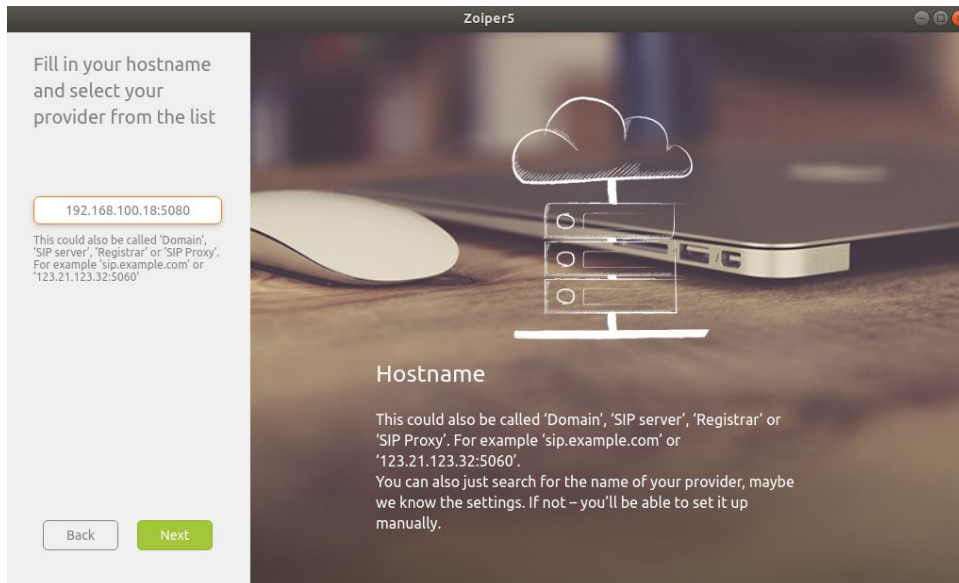 Zoiper5
Fill in your hostname
and select your
provider from the list
192.168.100.18:5080
This could also be called ‘Domain’,
‘SIP server’, ‘Registrar’ or ‘SIP Proxy’.
For example ‘sip.example.com’ or
‘123.21.123.32:5060’
Back
Next
Hostname
This could also be called ‘Domain’, ‘SIP server’, ‘Registrar’ or
‘SIP Proxy’. For example ‘sip.example.com’ or
‘123.21.123.32:5060’.
You can also just search for the name of your provider, maybe
we know the settings. If not – you’ll be able to set it up
manually.